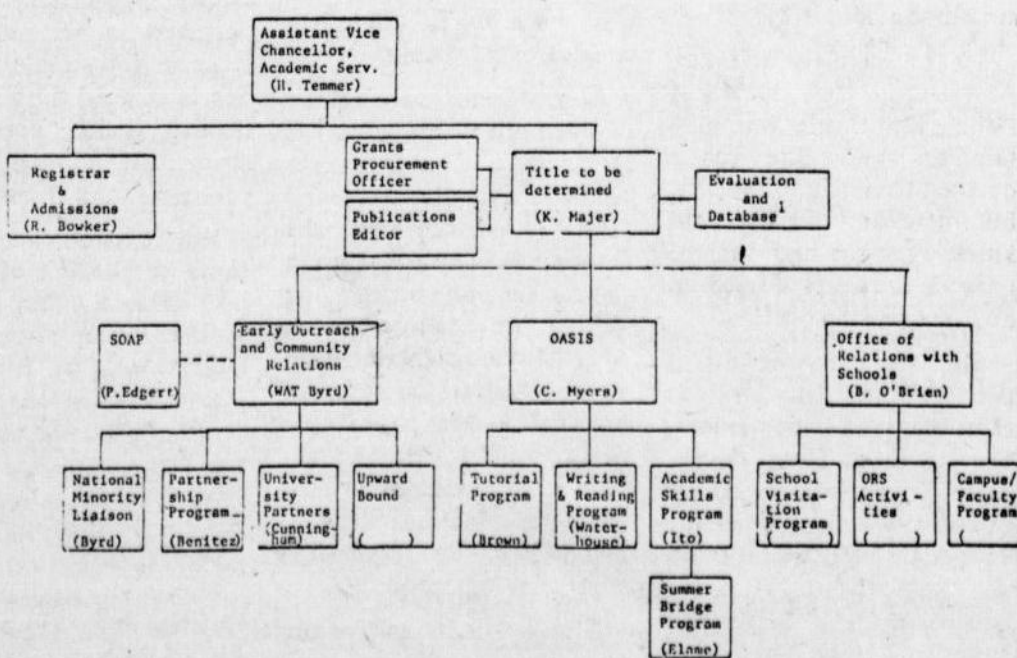 Assistant Vice
Chancellor,
Academic Serv.
(H. Temmer)
Registrar
&
Admissions
(R. Bowker)
Grants
Procurement
Officer
Publications
Editor
Title to be
determined
(K. Majer)
Evaluation
and
Database 1
SOAP
(P. Edgert)
Early Outreach
and Community
Relations
(WAT Byrd)
OASIS
(C. Myers)
Office of
Relations with
Schools
(B. O'Brien)
National
Minority
Liaison
(Byrd)
Partner-
ship
Program
(Benitez)
Univer-
sity
Partners
(Cunning-
ham)
Upward
Bound
( )
Tutorial
Program
(Brown)
Writing
& Reading
Program
(Water-
house)
Academic
Skills
Program
(Ito)
School
Visita-
tion
Program
( )
ORS
Activi-
ties
( )
Campus/
Faculty
Program
(
Summer
Bridge
Program